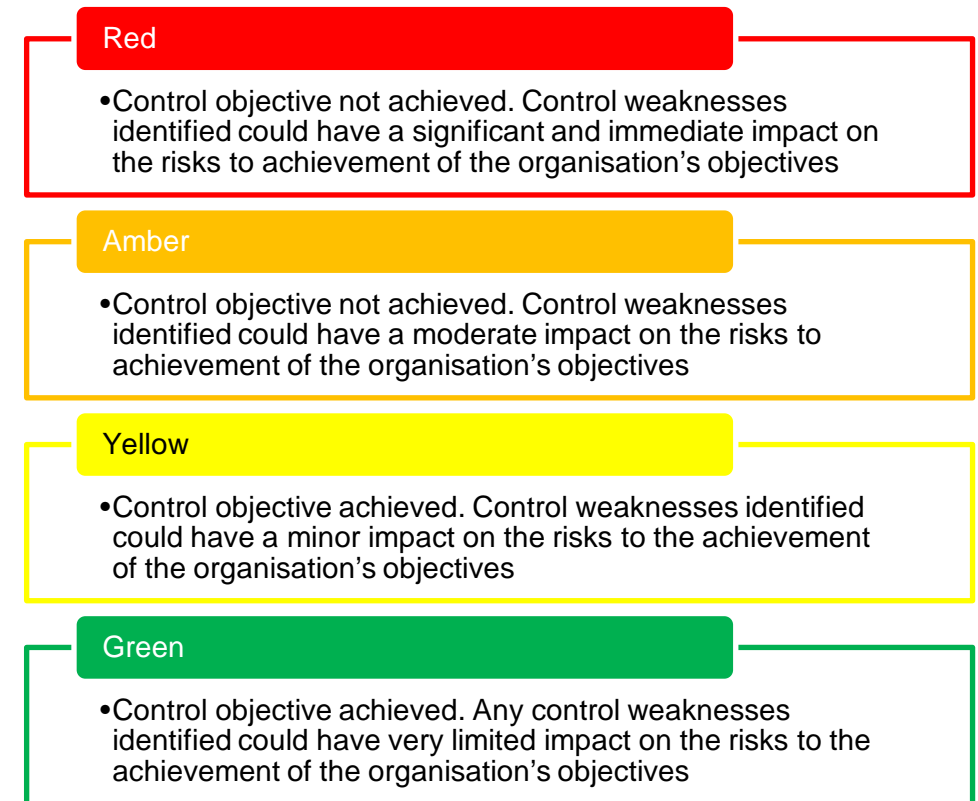 Red
•Control objective not achieved. Control weaknesses
identified could have a significant and immediate impact on
the risks to achievement of the organisation’s objectives
Amber
•Control objective not achieved. Control weaknesses
identified could have a moderate impact on the risks to
achievement of the organisation’s objectives
Yellow
•Control objective achieved. Control weaknesses identified
could have a minor impact on the risks to the achievement
of the organisation’s objectives
Green
•Control objective achieved. Any control weaknesses
identified could have very limited impact on the risks to the
achievement of the organisation’s objectives